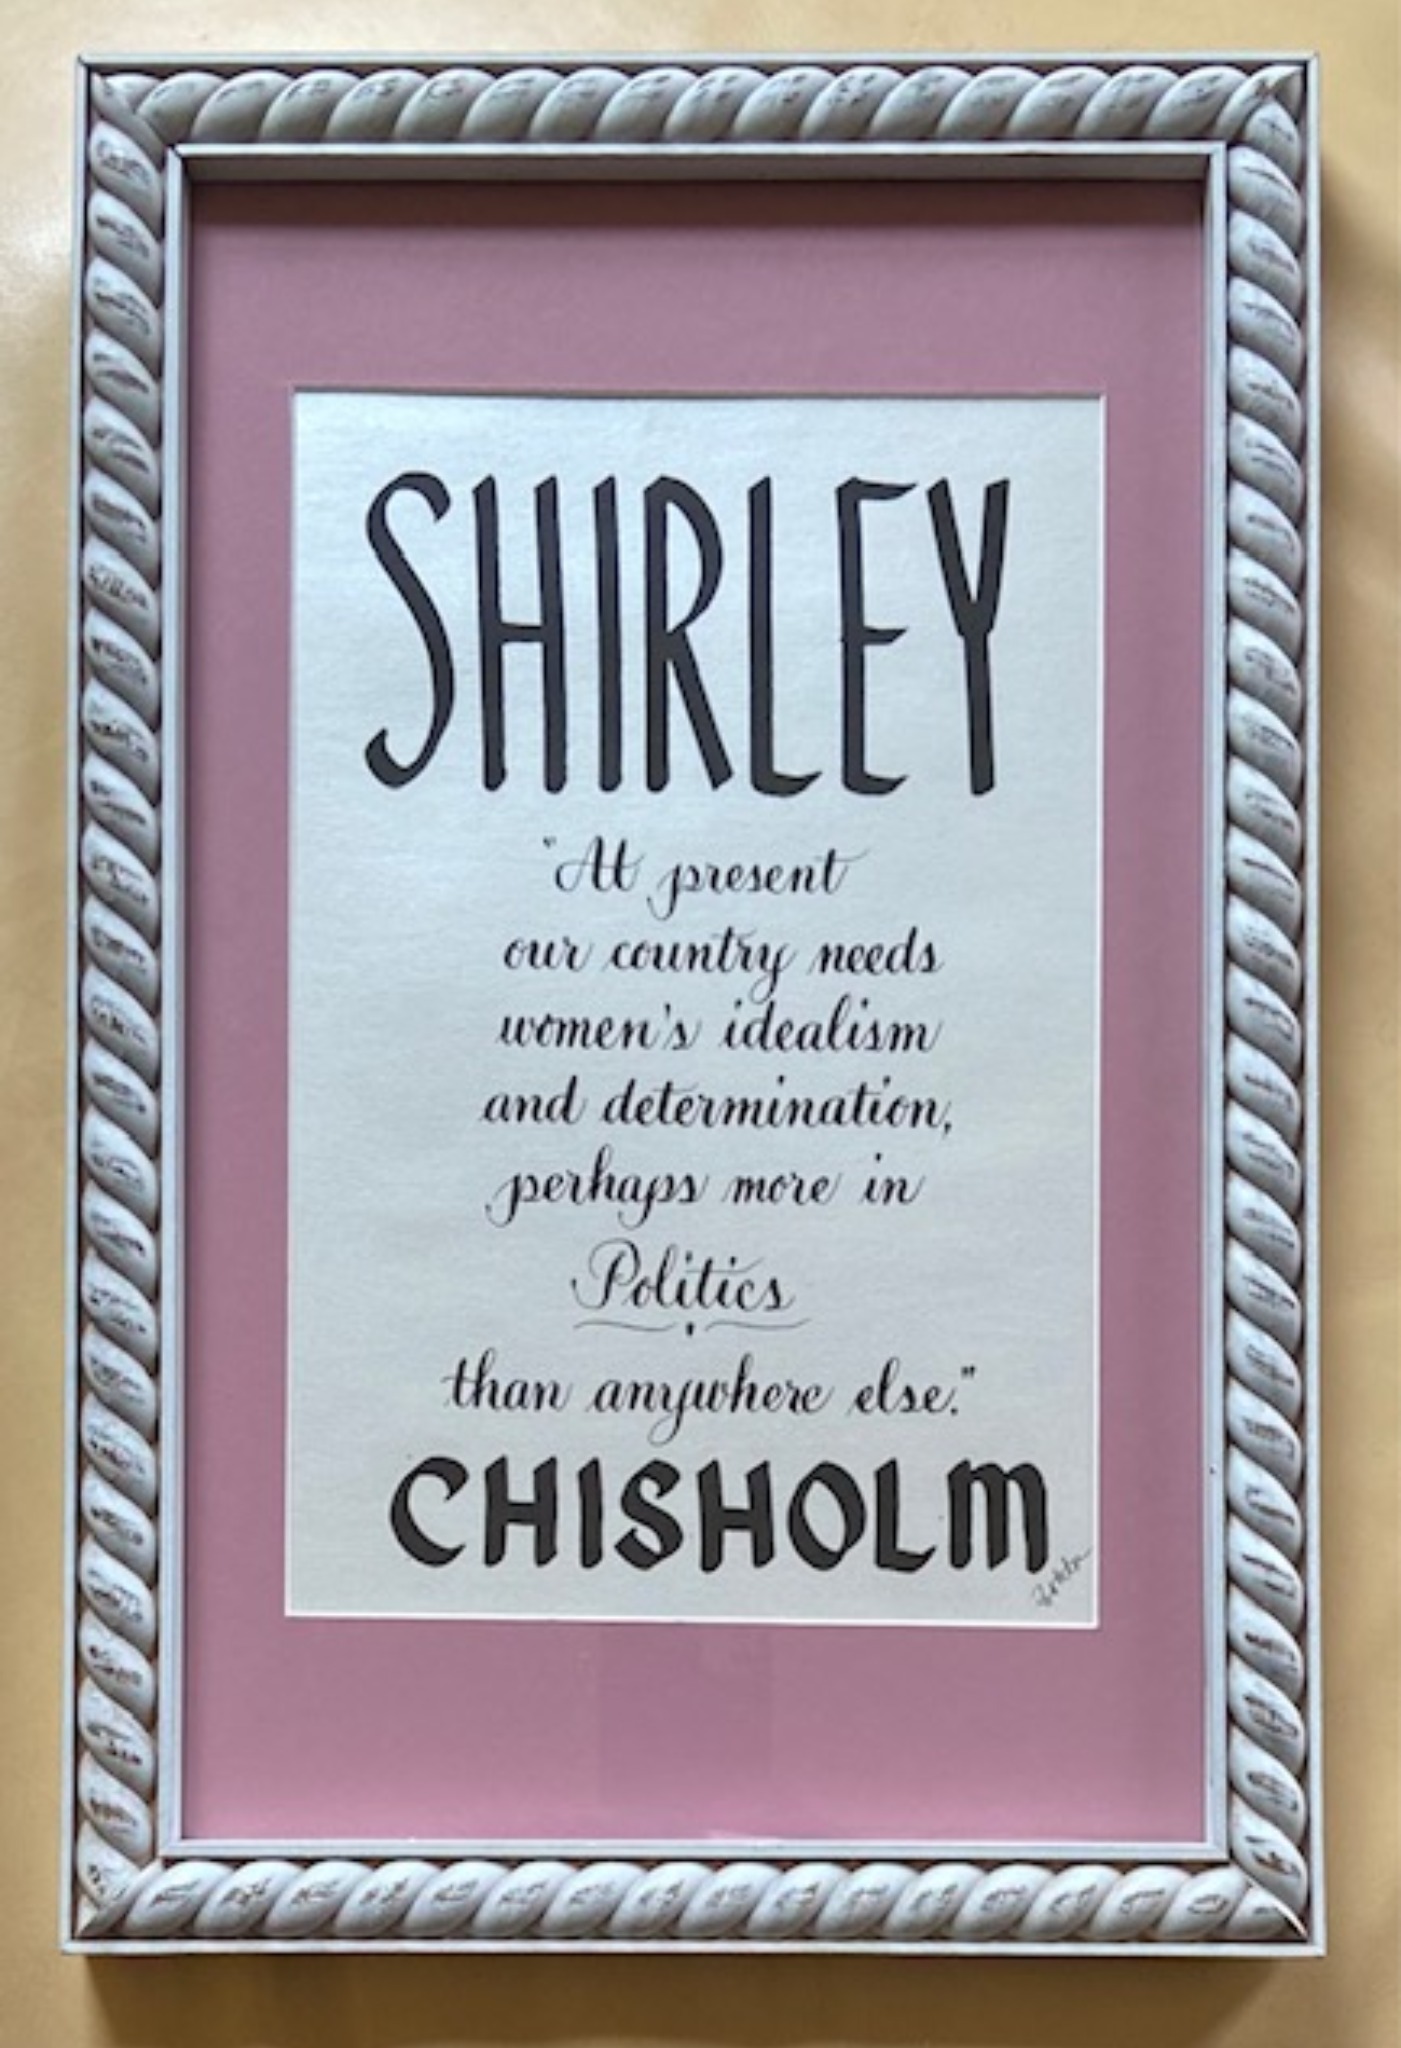 SHIRLEY
"At present
our country needs
women's idealism
and determination,
perhaps more in
Politics
than anywhere else."
CHISHOLM